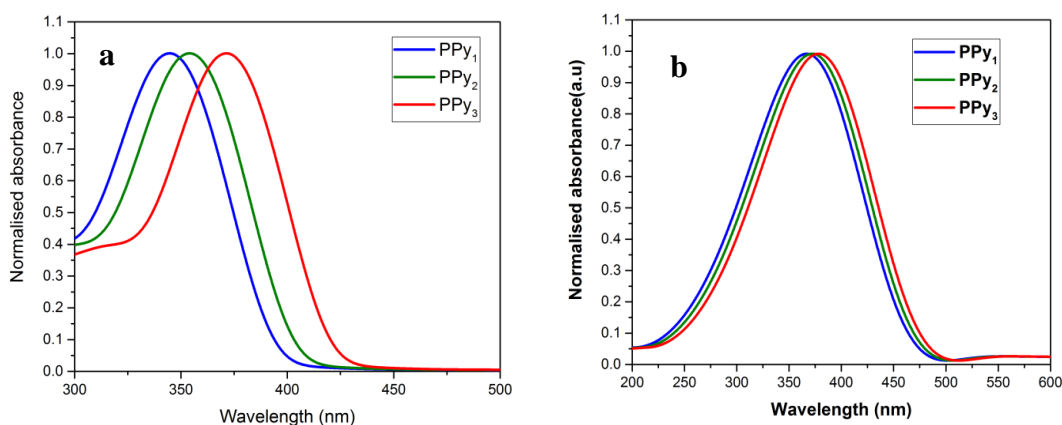 a
PPy1
PPy2
PPy3
Normalised absorbance
1.1
1.0
0.9
0.8
0.7
0.6
0.5
0.4
0.3
0.2
0.1
0.0
300 350 400 450 500
Wavelength (nm)
b
PPy1
PPy2
PPy3
Normalised absorbance(a.u)
1.1
1.0
0.9
0.8
0.7
0.6
0.5
0.4
0.3
0.2
0.1
0.0
200 250 300 350 400 450 500 550 600
Wavelength (nm)